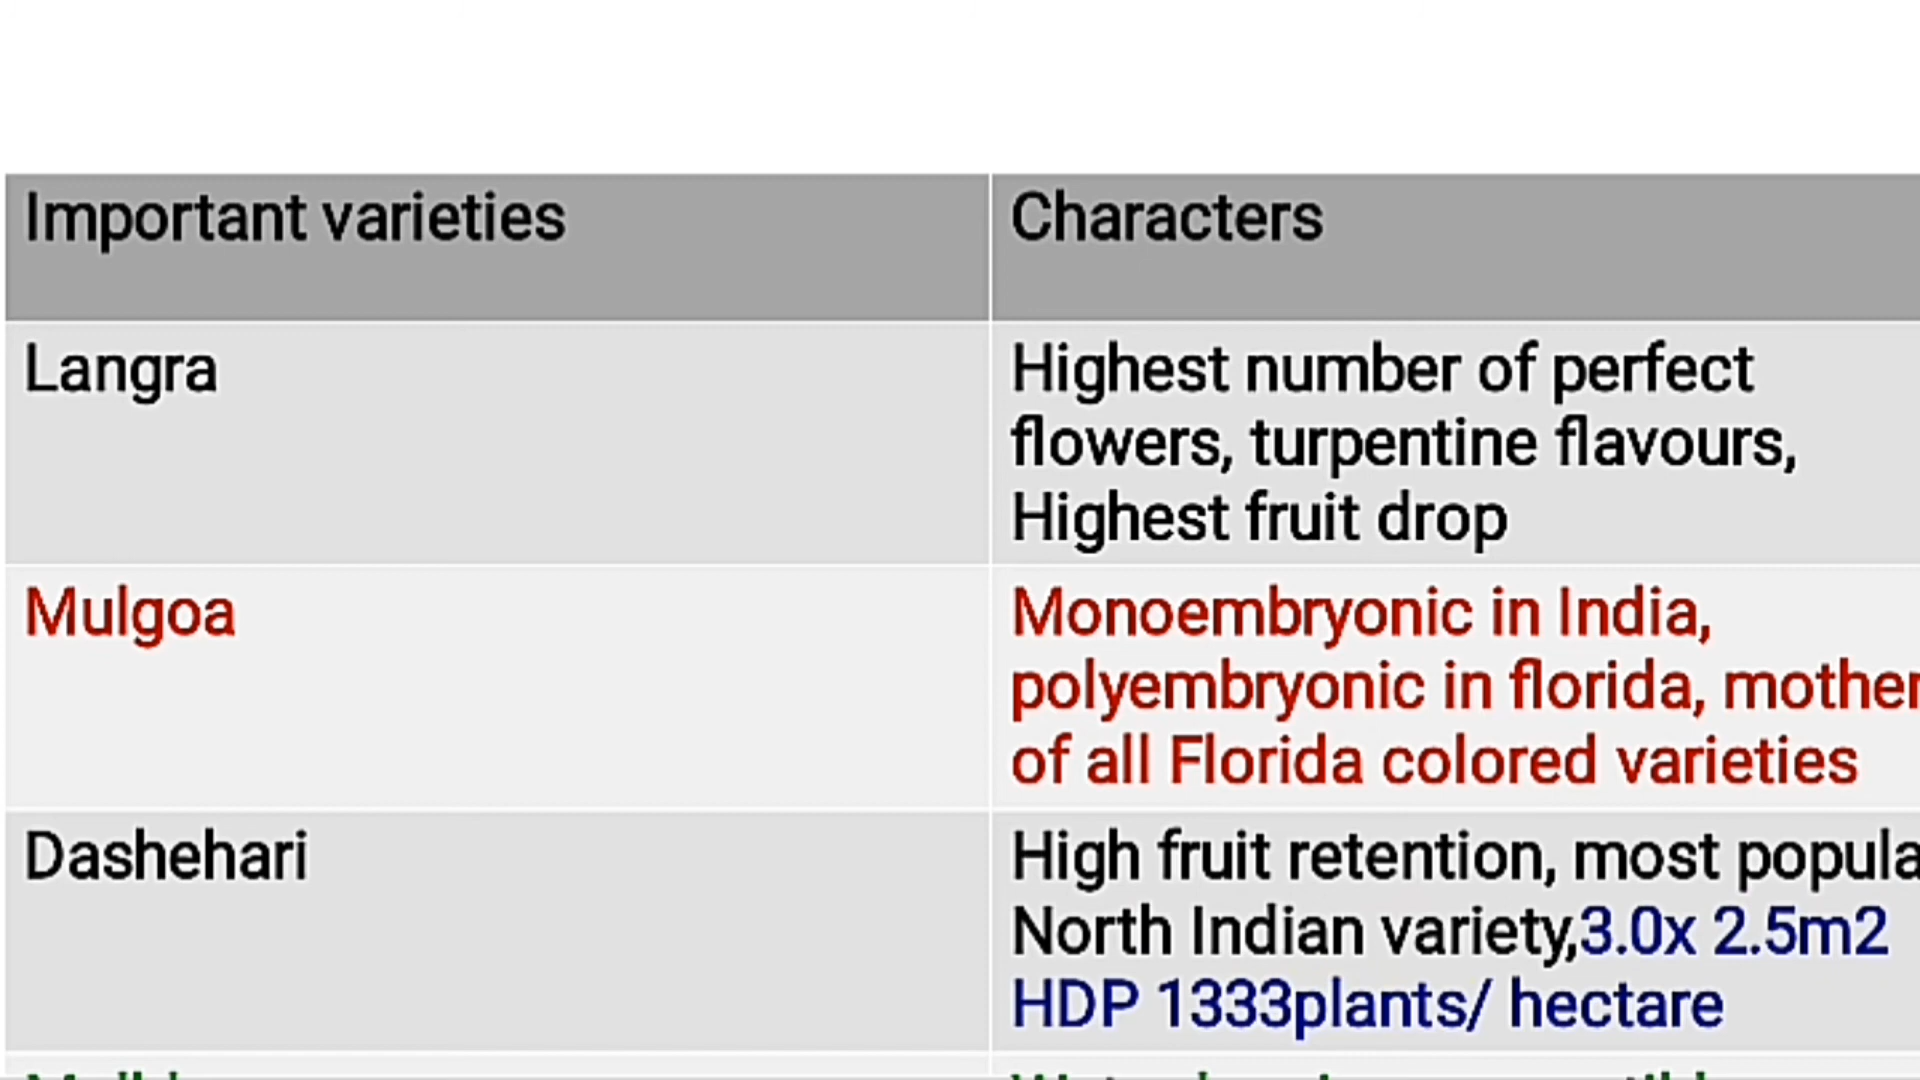 Important varieties
Characters
Langra
Highest number of perfect
flowers, turpentine flavours,
Highest fruit drop
Mulgoa
Monoembryonic in India,
polyembryonic in florida, mother
of all Florida colored varieties
Dashehari
High fruit retention, most popula
North Indian variety,3.0x 2.5m2
HDP 1333plants/ hectare